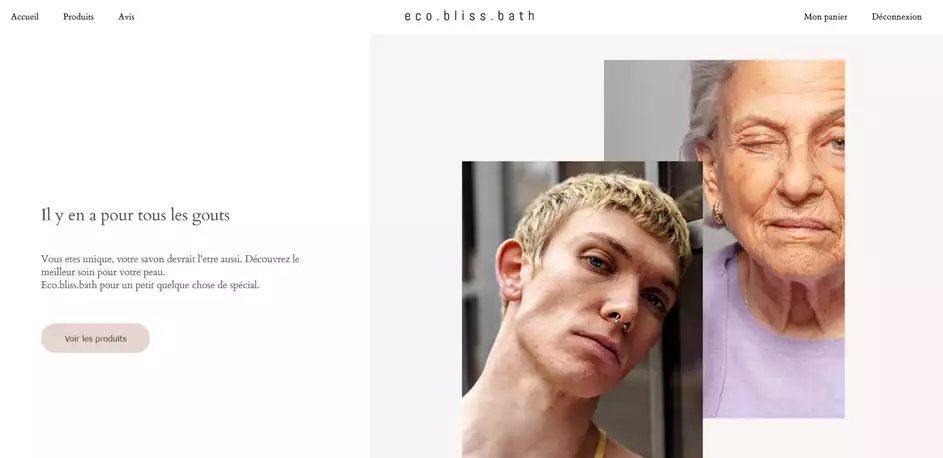 Accueil Produits Avis eco.bliss.bath Mon panier Déconnexion
Il y en a pour tous les gouts
Vous etes unique, votre savon devrait l'etre aussi. Découvrez le
meilleur soin pour votre peau.
Eco.bliss.bath pour un petit quelque chose de spécial.
Voir les produits